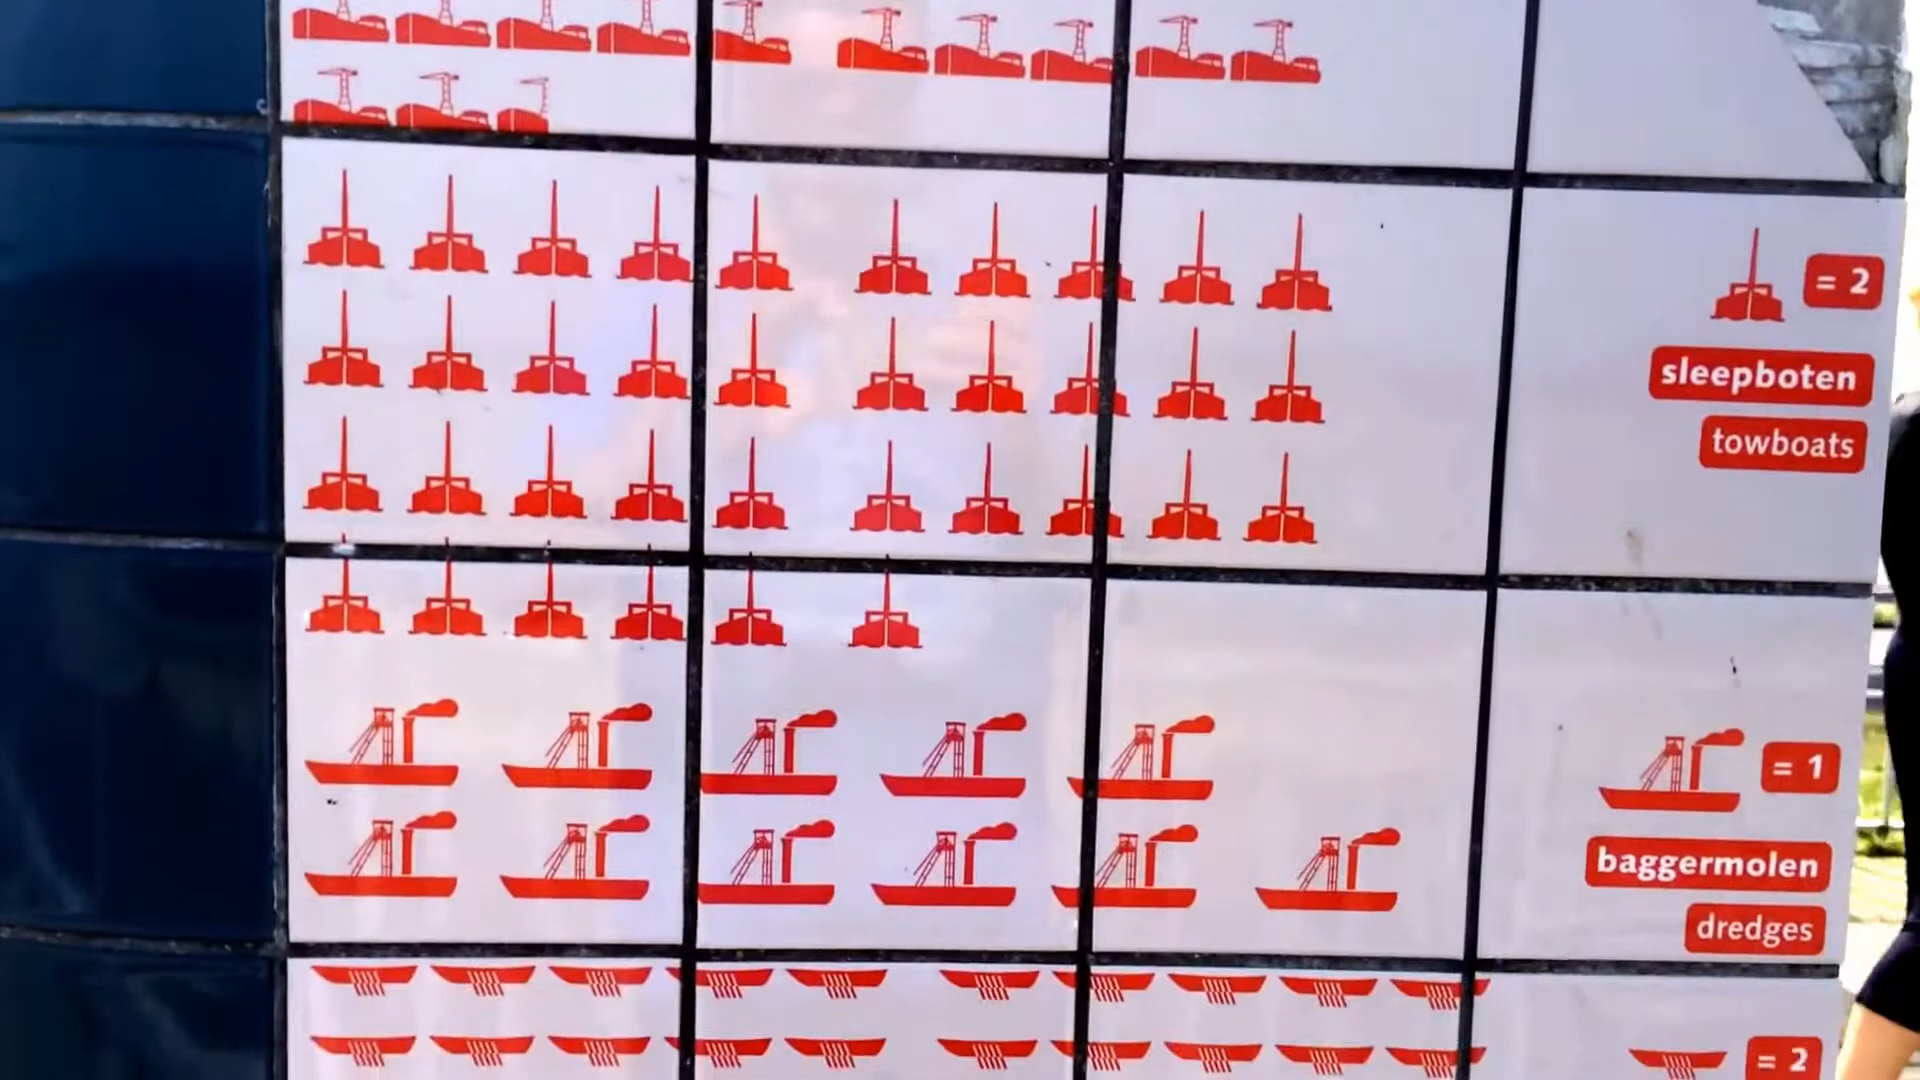 = 2
sleepboten
towboats
= 1
baggermolen
dredges
= 2